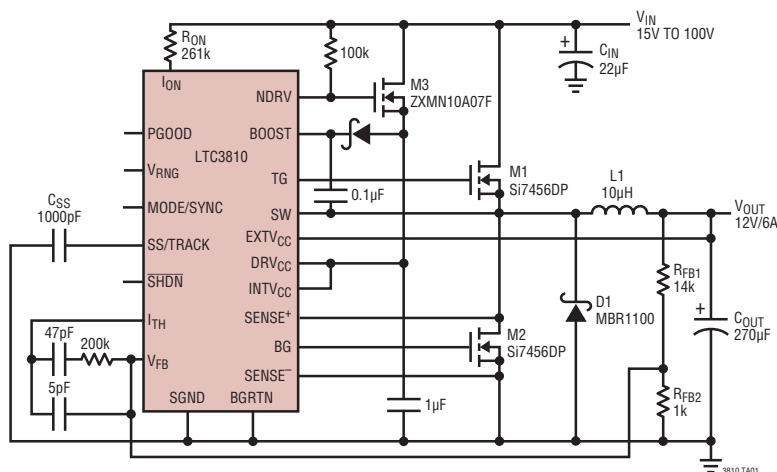 V_IN
15V TO 100V
R_ON
261k
100k
+
C_IN
22µF
I_ON
M3
ZXMN10A07F
NDRV
PGOOD
BOOST
LTC3810
V_RNG
M1
Si7456DP
TG
L1
10µH
C_SS
1000pF
0.1µF
MODE/SYNC
SW
V_OUT
12V/6A
EXTV_CC
SS/TRACK
DRV_CC
R_FB1
14k
SHDN
INTV_CC
+
C_OUT
270µF
I_TH
SENSE+
D1
MBR1100
47pF
200k
BG
M2
Si7456DP
V_FB
SENSE−
5pF
R_FB2
1k
SGND
BGRTN
1µF
3810 TA01